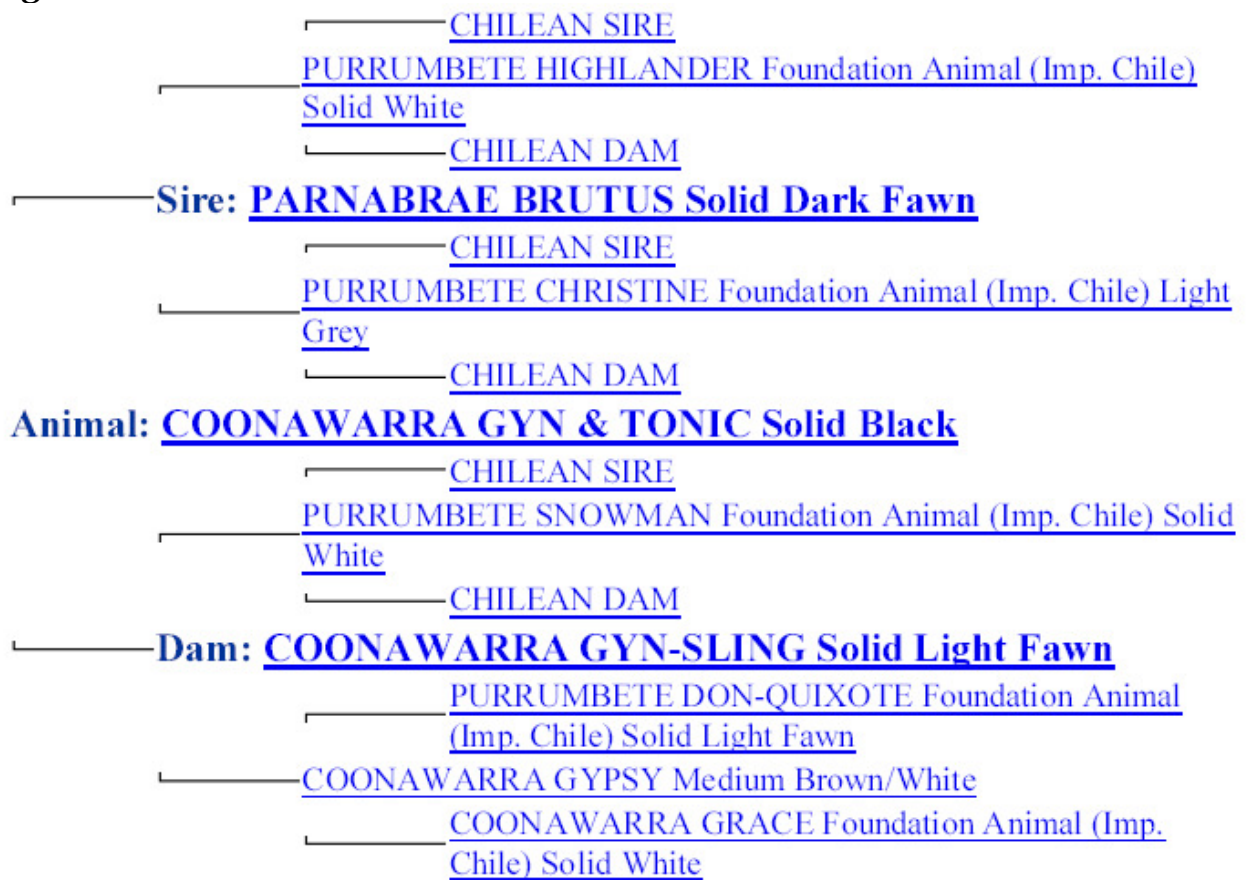 g
CHILEAN SIRE
PURRUMBETE HIGHLANDER Foundation Animal (Imp. Chile)
Solid White
CHILEAN DAM
Sire: PARNABRAE BRUTUS Solid Dark Fawn
CHILEAN SIRE
PURRUMBETE CHRISTINE Foundation Animal (Imp. Chile) Light
Grey
CHILEAN DAM
Animal: COONAWARRA GYN & TONIC Solid Black
CHILEAN SIRE
PURRUMBETE SNOWMAN Foundation Animal (Imp. Chile) Solid
White
CHILEAN DAM
Dam: COONAWARRA GYN-SLING Solid Light Fawn
PURRUMBETE DON-QUIXOTE Foundation Animal
(Imp. Chile) Solid Light Fawn
COONAWARRA GYPSY Medium Brown/White
COONAWARRA GRACE Foundation Animal (Imp.
Chile) Solid White